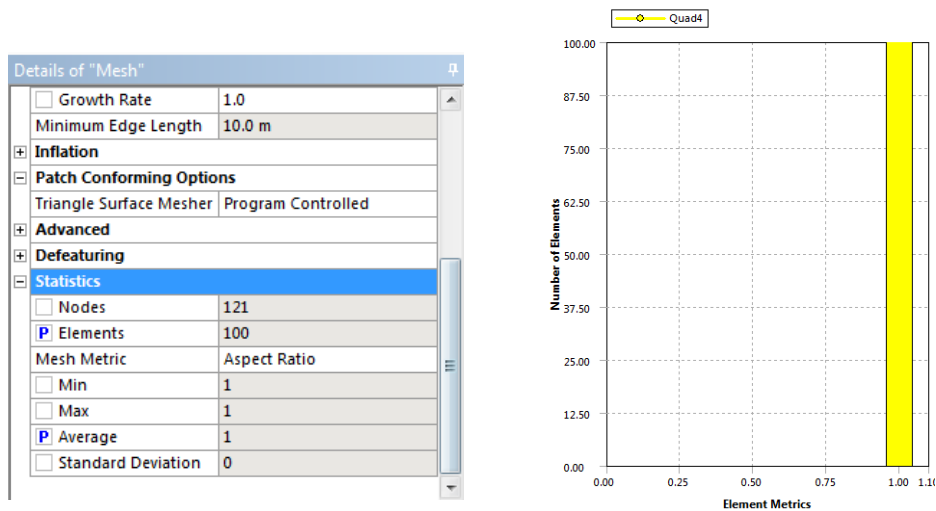 Details of "Mesh"
Growth Rate 1.0
Minimum Edge Length 10.0 m
Inflation
Patch Conforming Options
Triangle Surface Mesher Program Controlled
Advanced
Defeaturing
Statistics
Nodes 121
P Elements 100
Mesh Metric Aspect Ratio
Min 1
Max 1
P Average 1
Standard Deviation 0
Quad4
100.00
87.50
75.00
62.50
50.00
37.50
25.00
12.50
0.00
Number of Elements
0.00 0.25 0.50 0.75 1.00 1.10
Element Metrics